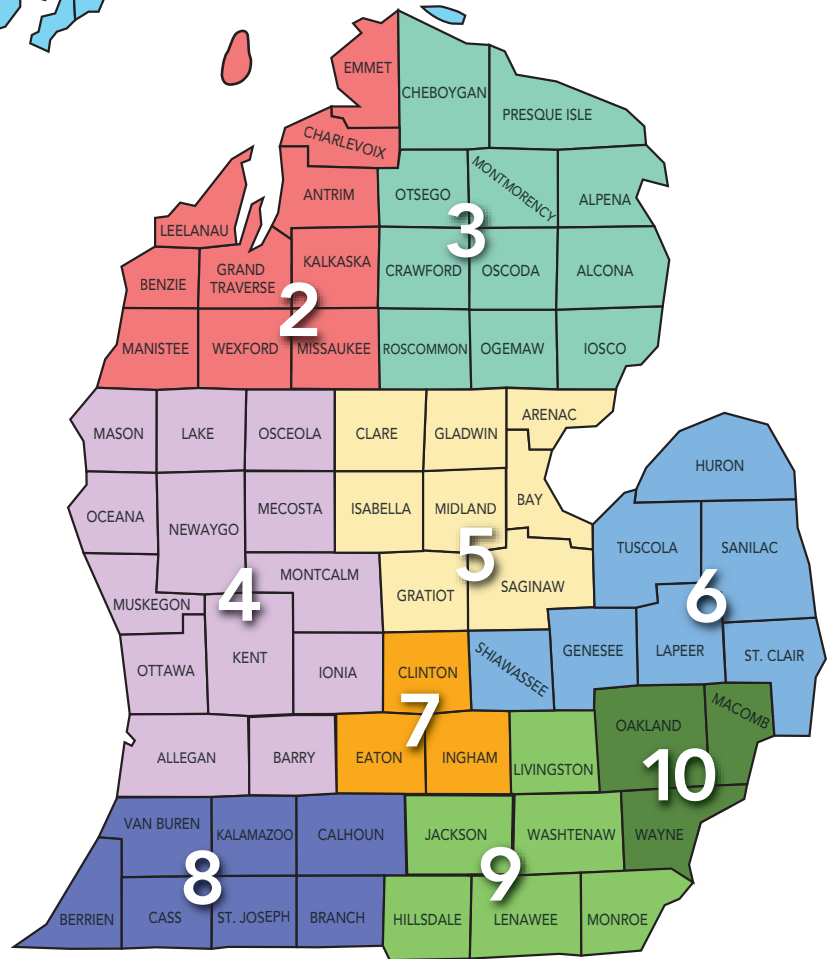 EMMET
CHEBOYGAN
PRESQUE ISLE
CHARLEVOIX
ANTRIM
OTSEGO
MONTMORENCY
ALPENA
LEELANAU
3
BENZIE
GRAND
TRAVERSE
KALKASKA
CRAWFORD
OSCODA
ALCONA
2
MANISTEE
WEXFORD
MISSAUKEE
ROSCOMMON
OGEMAW
IOSCO
MASON
LAKE
OSCEOLA
CLARE
GLADWIN
ARENAC
HURON
OCEANA
NEWAYGO
MECOSTA
ISABELLA
MIDLAND
BAY
5
TUSCOLA
SANILAC
MUSKEGON
4
MONTCALM
GRATIOT
SAGINAW
6
OTTAWA
KENT
IONIA
CLINTON
SHIAWASSEE
GENESEE
LAPEER
ST. CLAIR
7
OAKLAND
MACOMB
ALLEGAN
BARRY
EATON
INGHAM
LIVINGSTON
10
VAN BUREN
KALAMAZOO
CALHOUN
JACKSON
WASHTENAW
WAYNE
8
9
BERRIEN
CASS
ST. JOSEPH
BRANCH
HILLSDALE
LENAWEE
MONROE